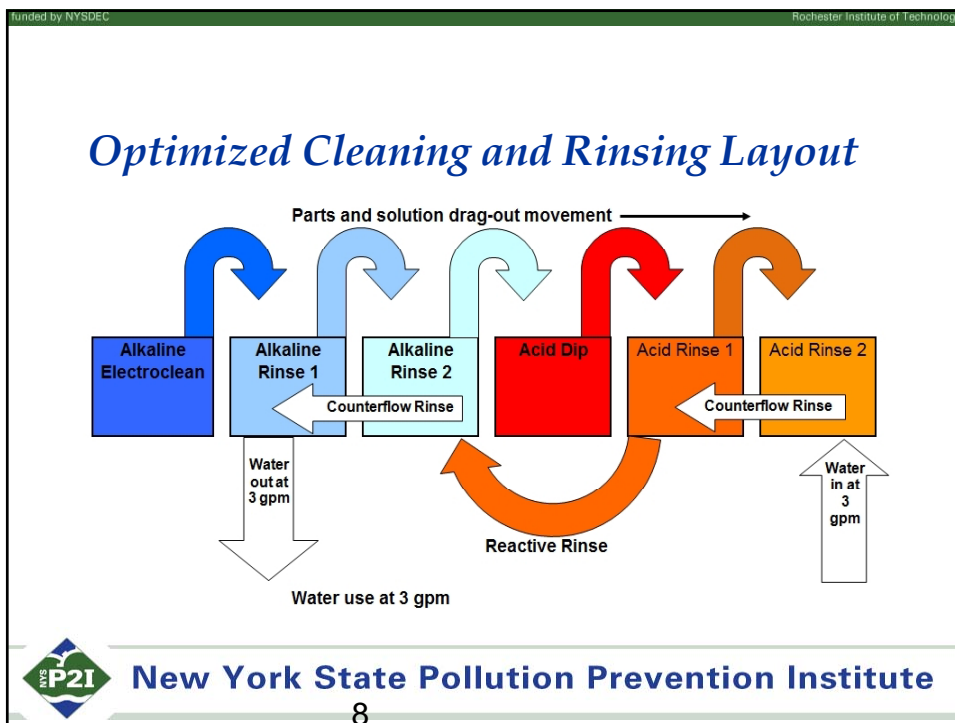 funded by NYSDEC
Rochester Institute of Technolog
Optimized Cleaning and Rinsing Layout
Parts and solution drag-out movement
Alkaline
Electroclean
Alkaline
Rinse 1
Alkaline
Rinse 2
Acid Dip
Acid Rinse 1
Acid Rinse 2
Counterflow Rinse
Counterflow Rinse
Water
out at
3 gpm
Water
in at
3
gpm
Reactive Rinse
Water use at 3 gpm
P2I
New York State Pollution Prevention Institute
8